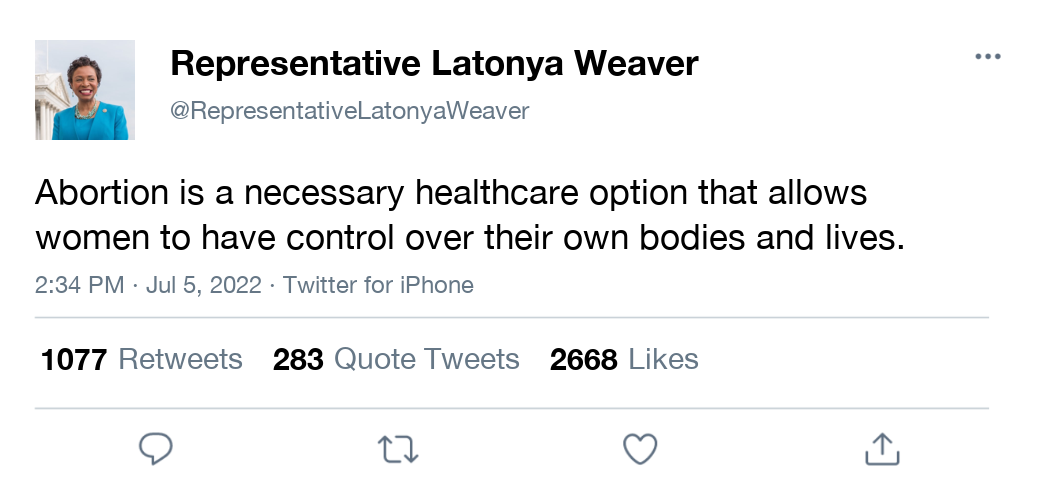 Representative Latonya Weaver
@RepresentativeLatonyaWeaver
Abortion is a necessary healthcare option that allows
women to have control over their own bodies and lives.
2:34 PM · Jul 5, 2022 · Twitter for iPhone
1077 Retweets 283 Quote Tweets 2668 Likes